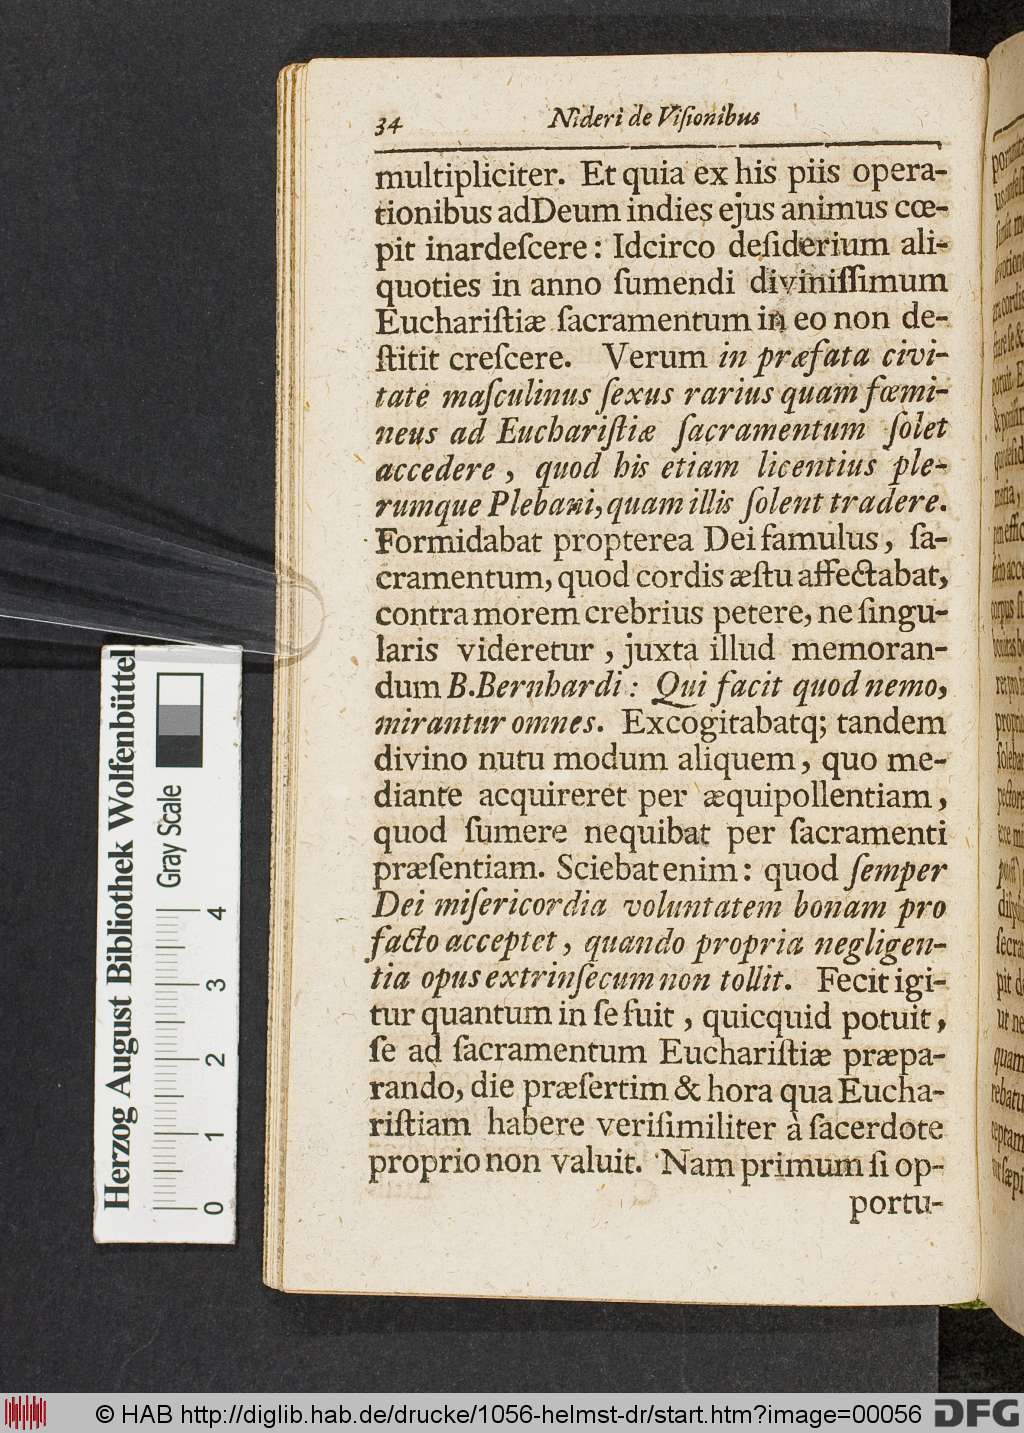 34 Nideri de Viſionibus
multipliciter. Et quia ex his piis opera-
tionibus ad Deum indies ejus animus cœ-
pit inardeſcere: Idcirco deſiderium ali-
quoties in anno ſumendi diviniſſimum
Euchariſtiæ ſacramentum in eo non de-
ſtitit creſcere. Verum in præfata civi-
tate maſculinus ſexus rarius quam fœmi-
neus ad Euchariſtiæ ſacramentum ſolet
accedere, quod his etiam licentius ple-
rumque Plebani, quam illis ſolent tradere.
Formidabat propterea Dei famulus, ſa-
cramentum, quod cordis æſtu affectabat,
contra morem crebrius petere, ne ſingu-
laris videretur, juxta illud memoran-
dum B. Bernhardi: Qui facit quod nemo,
mirantur omnes. Excogitabatq; tandem
divino nutu modum aliquem, quo me-
diante acquireret per æquipollentiam,
quod ſumere nequibat per ſacramenti
præſentiam. Sciebat enim: quod ſemper
Dei miſericordia voluntatem bonam pro
facto acceptet, quando propria negligen-
tia opus extrinſecum non tollit. Fecit igi-
tur quantum in ſe fuit, quicquid potuit,
ſe ad ſacramentum Euchariſtiæ præpa-
rando, die præſertim & hora qua Eucha-
riſtiam habere veriſimiliter à ſacerdote
proprio non valuit. Nam primum ſi op-
portu-
Herzog August Bibliothek Wolfenbüttel
Gray Scale
0 1 2 3 4
© HAB http://diglib.hab.de/drucke/1056-helmst-dr/start.htm?image=00056
DFG